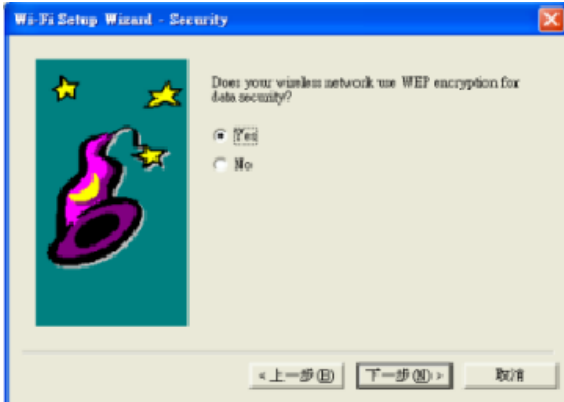 Wi-Fi Setup Wizard - Security
Does your wireless network use WEP encryption for
data security?
Yes
No
<上一步(B)
下一步(N)>
取消